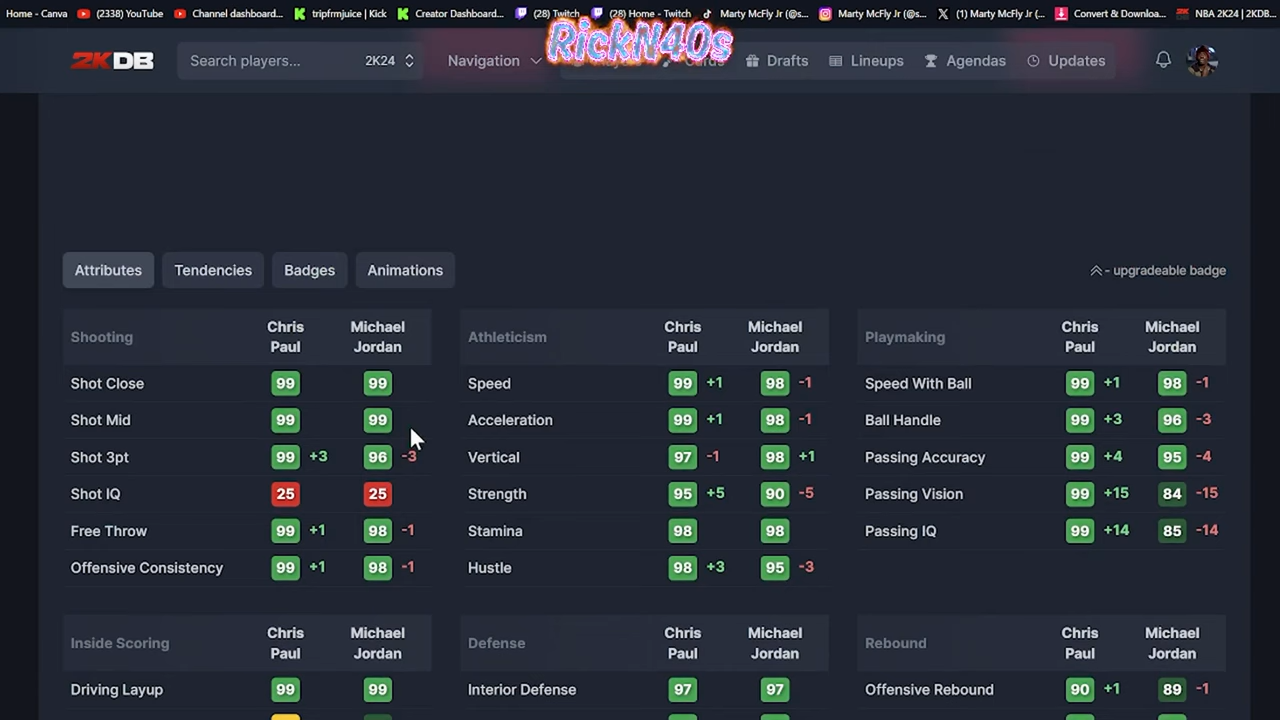 Home - Canva (2338) YouTube Channel dashboard... tripfrmjuice | Kick Creator Dashboard... (28) Twitch (28) Home - Twitch Marty McFly Jr (@s... Marty McFly Jr (@s... (1) Marty McFly Jr (... Convert & Downloa... NBA 2K24 | 2KDB...
RickN40s
2KDB Search players... 2K24 Navigation Cards Drafts Lineups Agendas Updates
Attributes Tendencies Badges Animations - upgradeable badge
Shooting Chris Paul Michael Jordan
Shot Close 99 99
Shot Mid 99 99
Shot 3pt 99 +3 96 -3
Shot IQ 25 25
Free Throw 99 +1 98 -1
Offensive Consistency 99 +1 98 -1
Athleticism Chris Paul Michael Jordan
Speed 99 +1 98 -1
Acceleration 99 +1 98 -1
Vertical 97 -1 98 +1
Strength 95 +5 90 -5
Stamina 98 98
Hustle 98 +3 95 -3
Playmaking Chris Paul Michael Jordan
Speed With Ball 99 +1 98 -1
Ball Handle 99 +3 96 -3
Passing Accuracy 99 +4 95 -4
Passing Vision 99 +15 84 -15
Passing IQ 99 +14 85 -14
Inside Scoring Chris Paul Michael Jordan
Driving Layup 99 99
Defense Chris Paul Michael Jordan
Interior Defense 97 97
Rebound Chris Paul Michael Jordan
Offensive Rebound 90 +1 89 -1